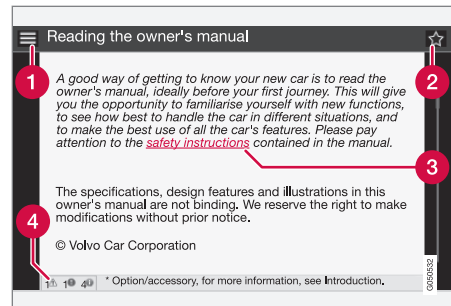 Reading the owner's manual
1
2
A good way of getting to know your new car is to read the
owner's manual, ideally before your first journey. This will give
you the opportunity to familiarise yourself with new functions,
to see how best to handle the car in different situations, and
to make the best use of all the car's features. Please pay
attention to the safety instructions contained in the manual.
3
The specifications, design features and illustrations in this
owner's manual are not binding. We reserve the right to make
modifications without prior notice.
4
© Volvo Car Corporation
1 1 4 * Option/accessory, for more information, see Introduction.
G050532